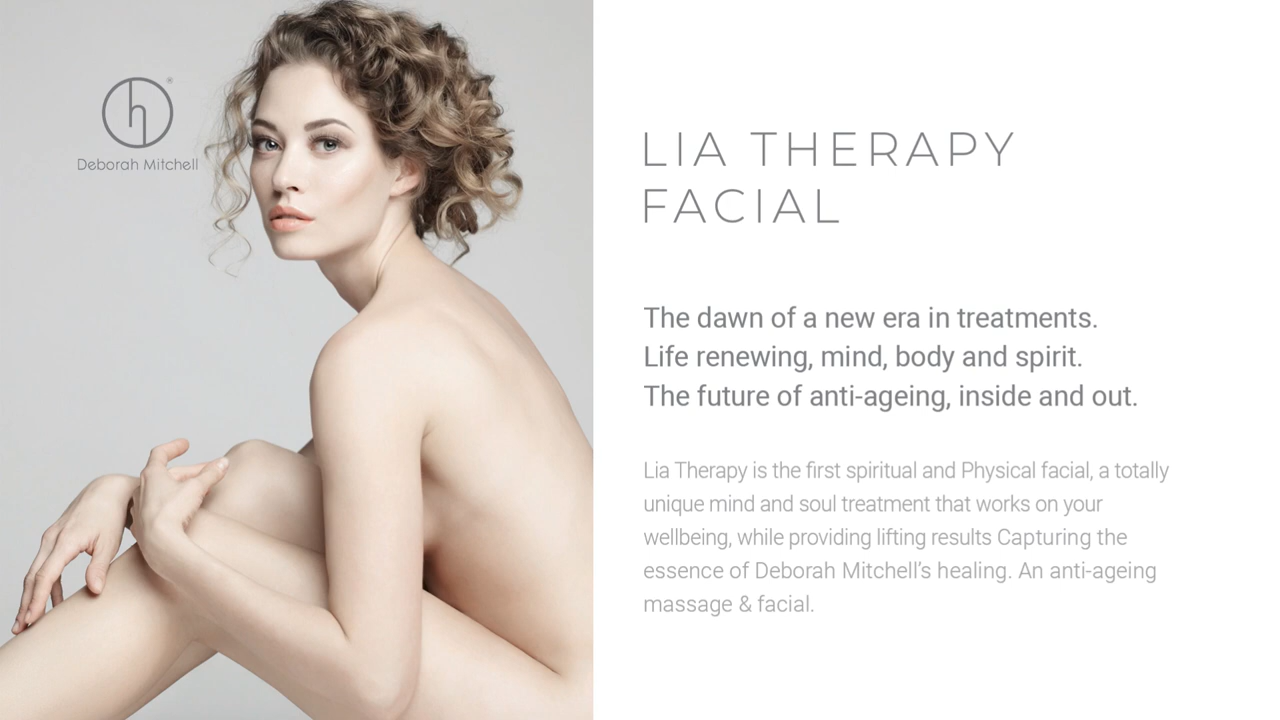 h®
Deborah Mitchell
LIA THERAPY
FACIAL
The dawn of a new era in treatments.
Life renewing, mind, body and spirit.
The future of anti-ageing, inside and out.
Lia Therapy is the first spiritual and Physical facial, a totally
unique mind and soul treatment that works on your
wellbeing, while providing lifting results Capturing the
essence of Deborah Mitchell’s healing. An anti-ageing
massage & facial.